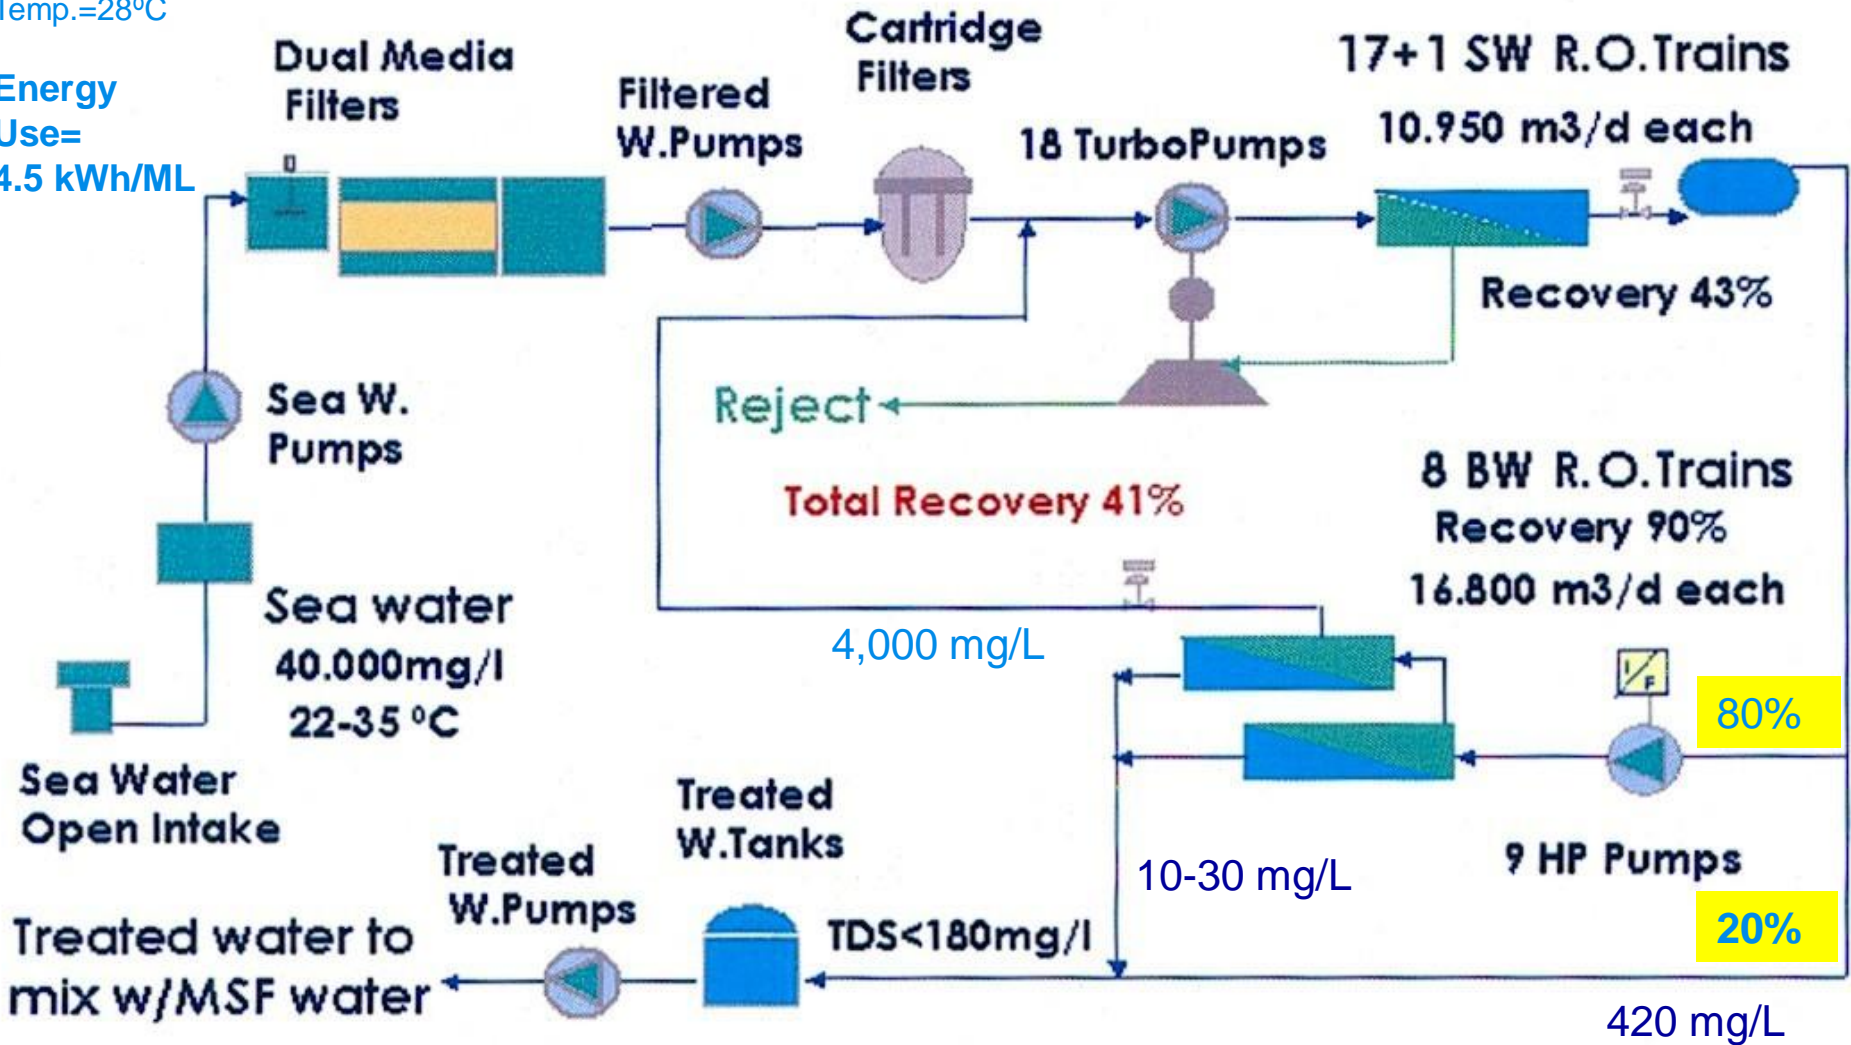 Temp.=28ºC
Energy
Use=
4.5 kWh/ML
Dual Media
Filters
Filtered
W.Pumps
Cartridge
Filters
18 TurboPumps
17+1 SW R.O.Trains
10.950 m3/d each
Recovery 43%
Sea W.
Pumps
Reject
Total Recovery 41%
8 BW R.O.Trains
Recovery 90%
16.800 m3/d each
Sea water
40.000mg/l
22-35 ºC
4,000 mg/L
I/F
80%
Sea Water
Open Intake
Treated
W.Tanks
Treated
W.Pumps
10-30 mg/L
9 HP Pumps
20%
Treated water to
mix w/MSF water
TDS<180mg/l
420 mg/L